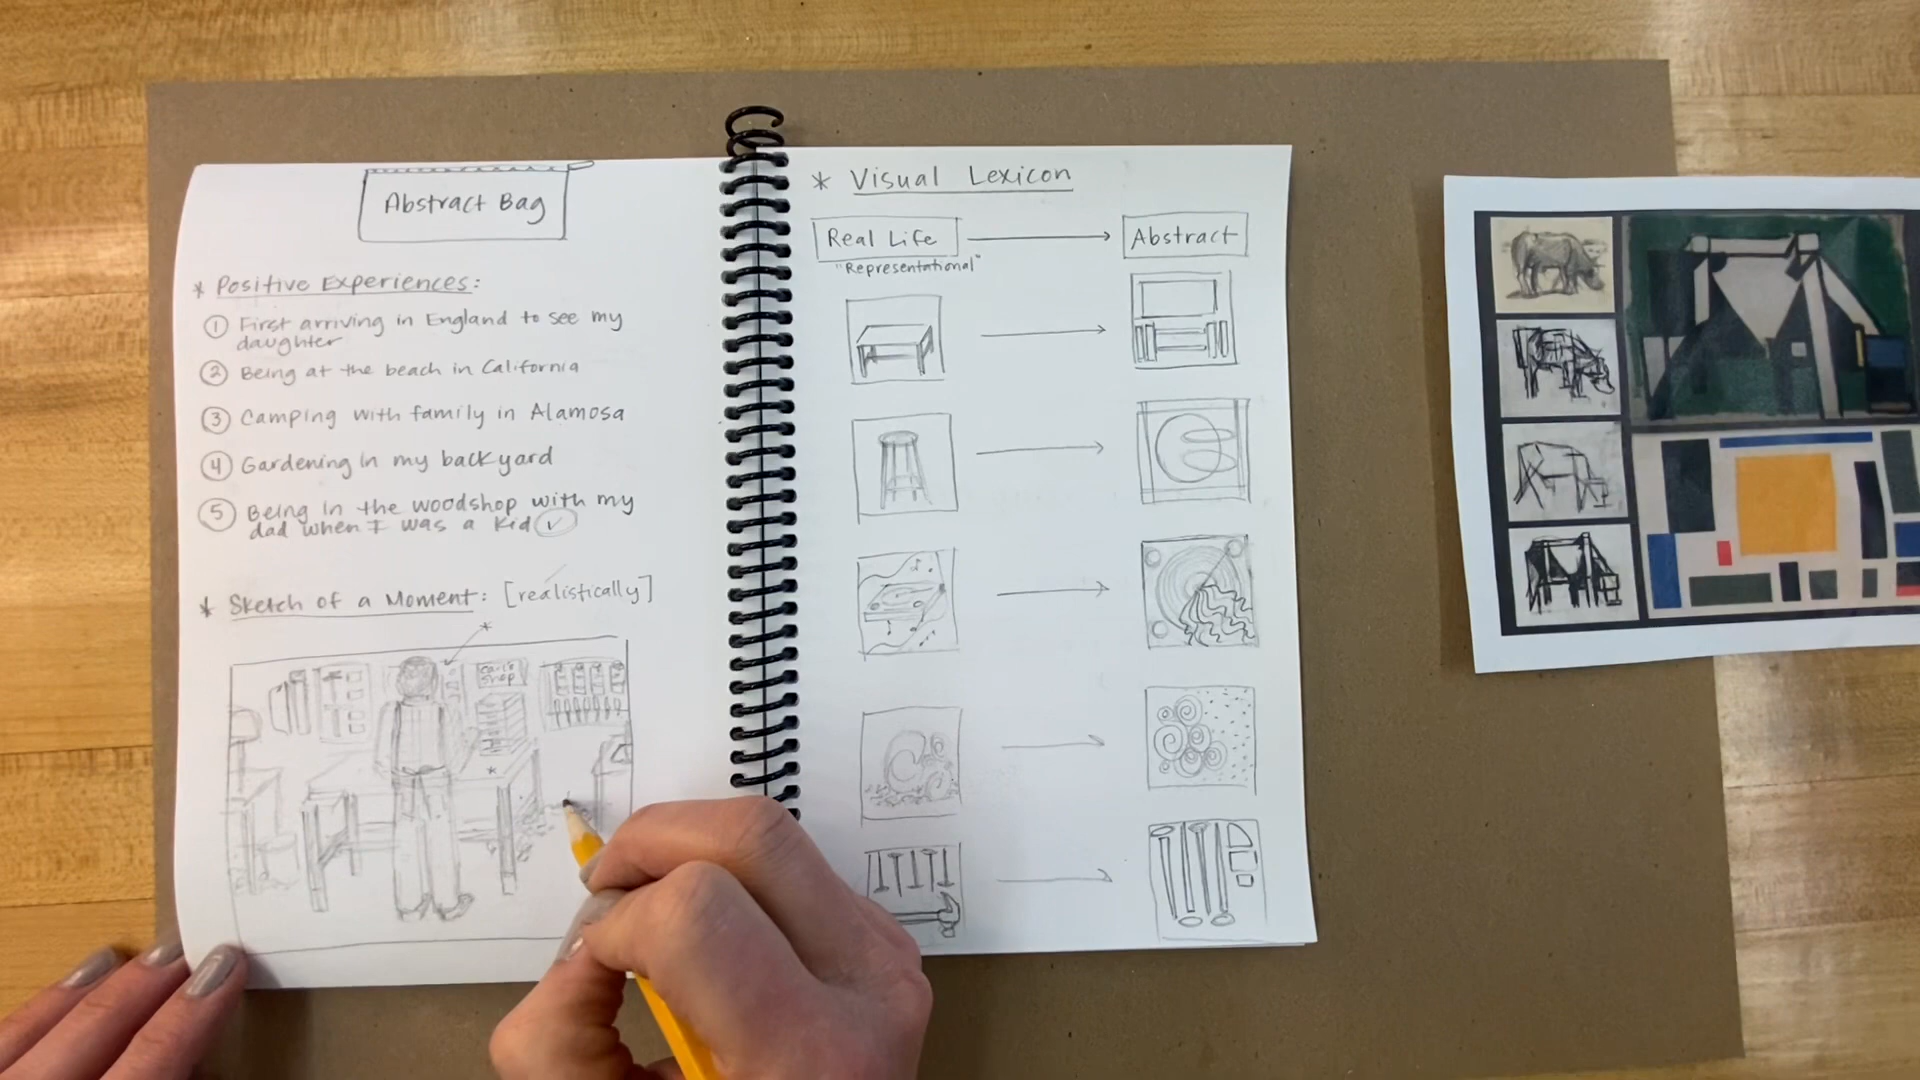 Abstract Bag
* Positive Experiences:
① First arriving in England to see my
daughter
② Being at the beach in California
③ Camping with family in Alamosa
④ Gardening in my backyard
⑤ Being in the woodshop with my
dad when I was a kid ✓
* Sketch of a Moment: [realistically]
*
Earl's
Shop
*
* Visual Lexicon
Real Life → Abstract
"Representational"